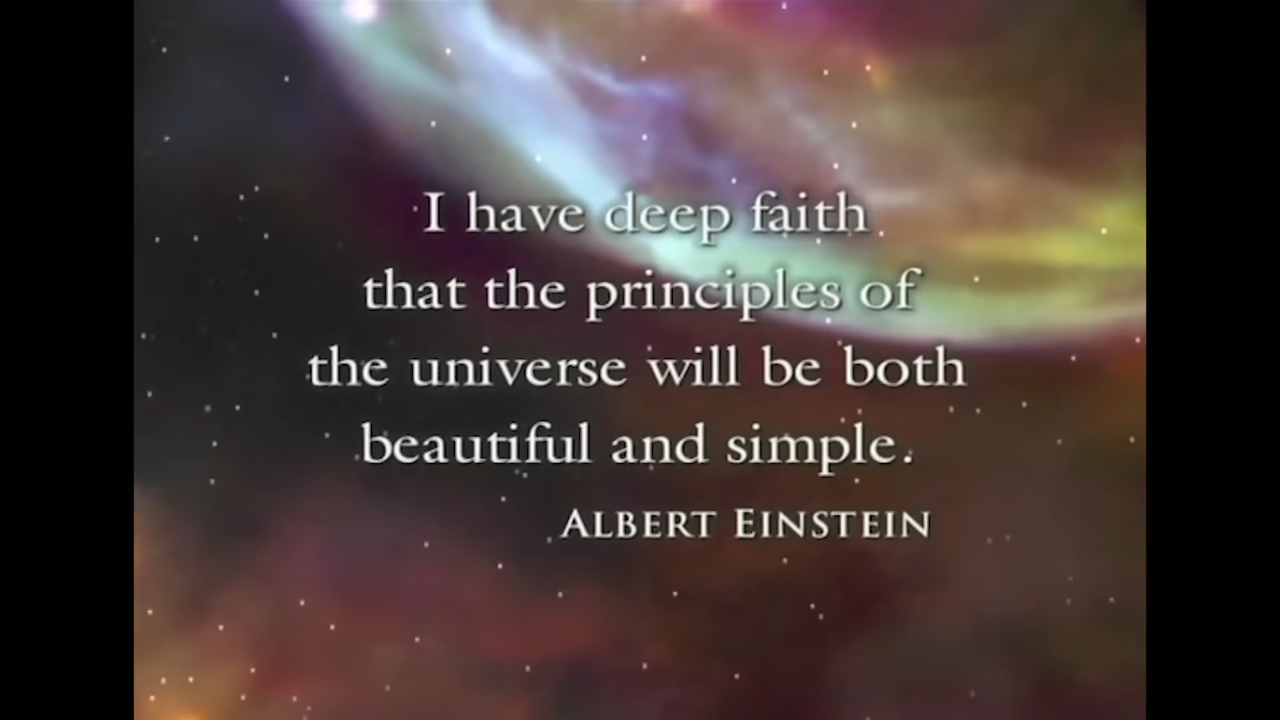 I have deep faith
that the principles of
the universe will be both
beautiful and simple.
ALBERT EINSTEIN